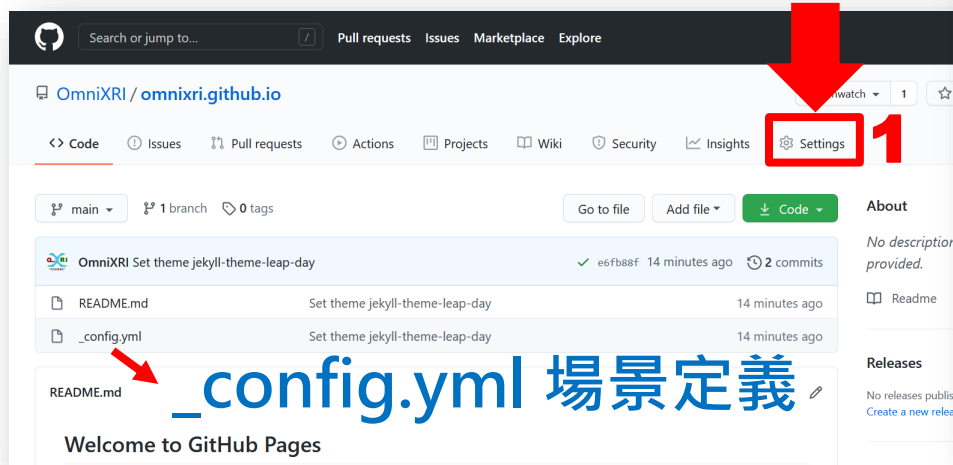 Search or jump to... /
Pull requests Issues Marketplace Explore
OmniXRI / omnixri.github.io
watch 1
Code Issues Pull requests Actions Projects Wiki Security Insights Settings
1
main 1 branch 0 tags
Go to file Add file Code
OmniXRI Set theme jekyll-theme-leap-day e6fb88f 14 minutes ago 2 commits
README.md Set theme jekyll-theme-leap-day 14 minutes ago
_config.yml Set theme jekyll-theme-leap-day 14 minutes ago
_config.yml 場景定義
README.md
Welcome to GitHub Pages
About
No description
provided.
Readme
Releases
No releases publis
Create a new relea